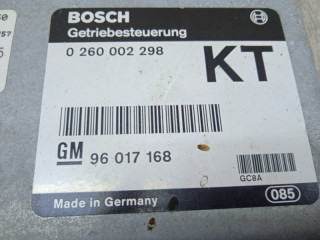 BOSCH
Getriebesteuerung
0 260 002 298
KT
GM 96 017 168
GC8A
Made in Germany
085